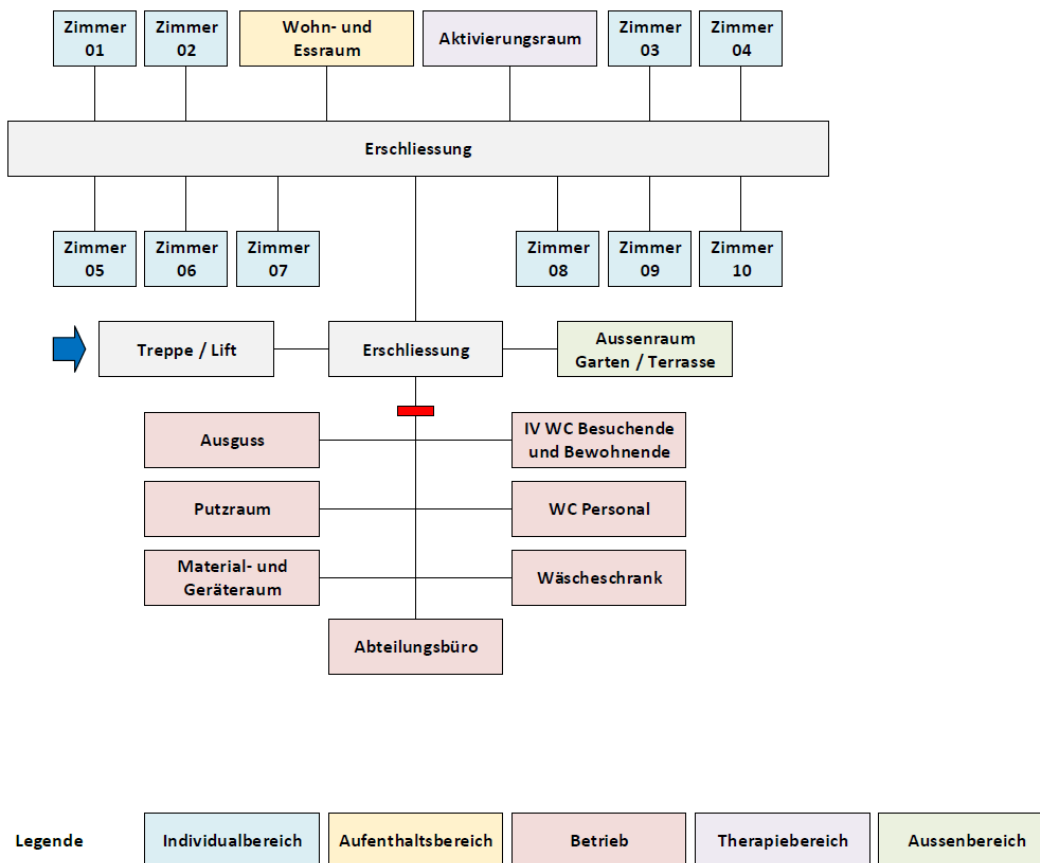 Zimmer
01
Zimmer
02
Wohn- und
Essraum
Aktivierungsraum
Zimmer
03
Zimmer
04
Erschliessung
Zimmer
05
Zimmer
06
Zimmer
07
Zimmer
08
Zimmer
09
Zimmer
10
Treppe / Lift
Erschliessung
Aussenraum
Garten / Terrasse
Ausguss
IV WC Besuchende
und Bewohnende
Putzraum
WC Personal
Material- und
Geräteraum
Wäscheschrank
Abteilungsbüro
Legende
Individualbereich
Aufenthaltsbereich
Betrieb
Therapiebereich
Aussenbereich